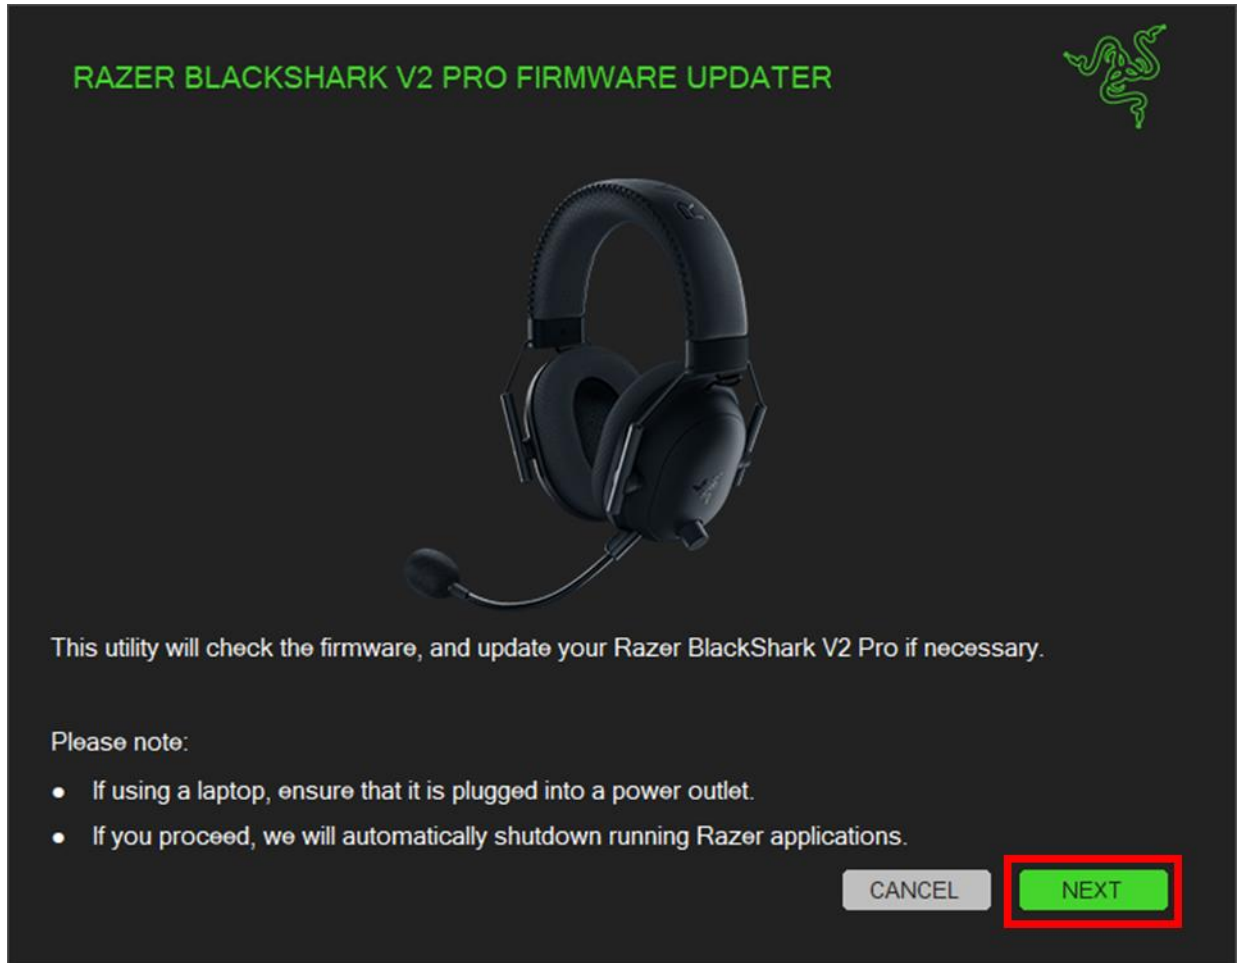 RAZER BLACKSHARK V2 PRO FIRMWARE UPDATER
This utility will check the firmware, and update your Razer BlackShark V2 Pro if necessary.
Please note:
● If using a laptop, ensure that it is plugged into a power outlet.
● If you proceed, we will automatically shutdown running Razer applications.
CANCEL NEXT